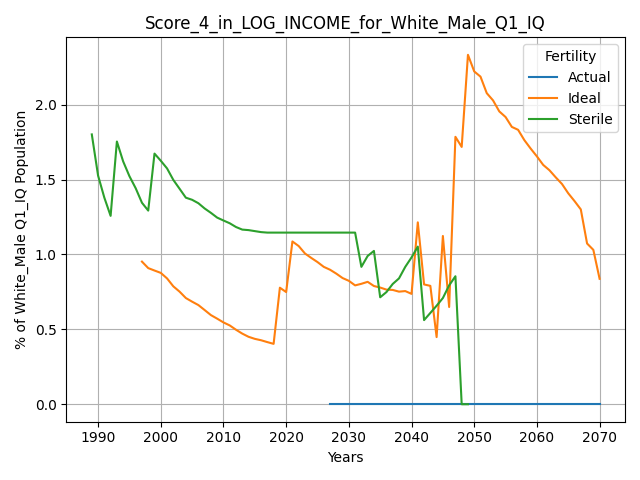 Score_4_in_LOG_INCOME_for_White_Male_Q1_IQ
Fertility
Actual
Ideal
Sterile
% of White_Male Q1_IQ Population
2.0
1.5
1.0
0.5
0.0
1990 2000 2010 2020 2030 2040 2050 2060 2070
Years